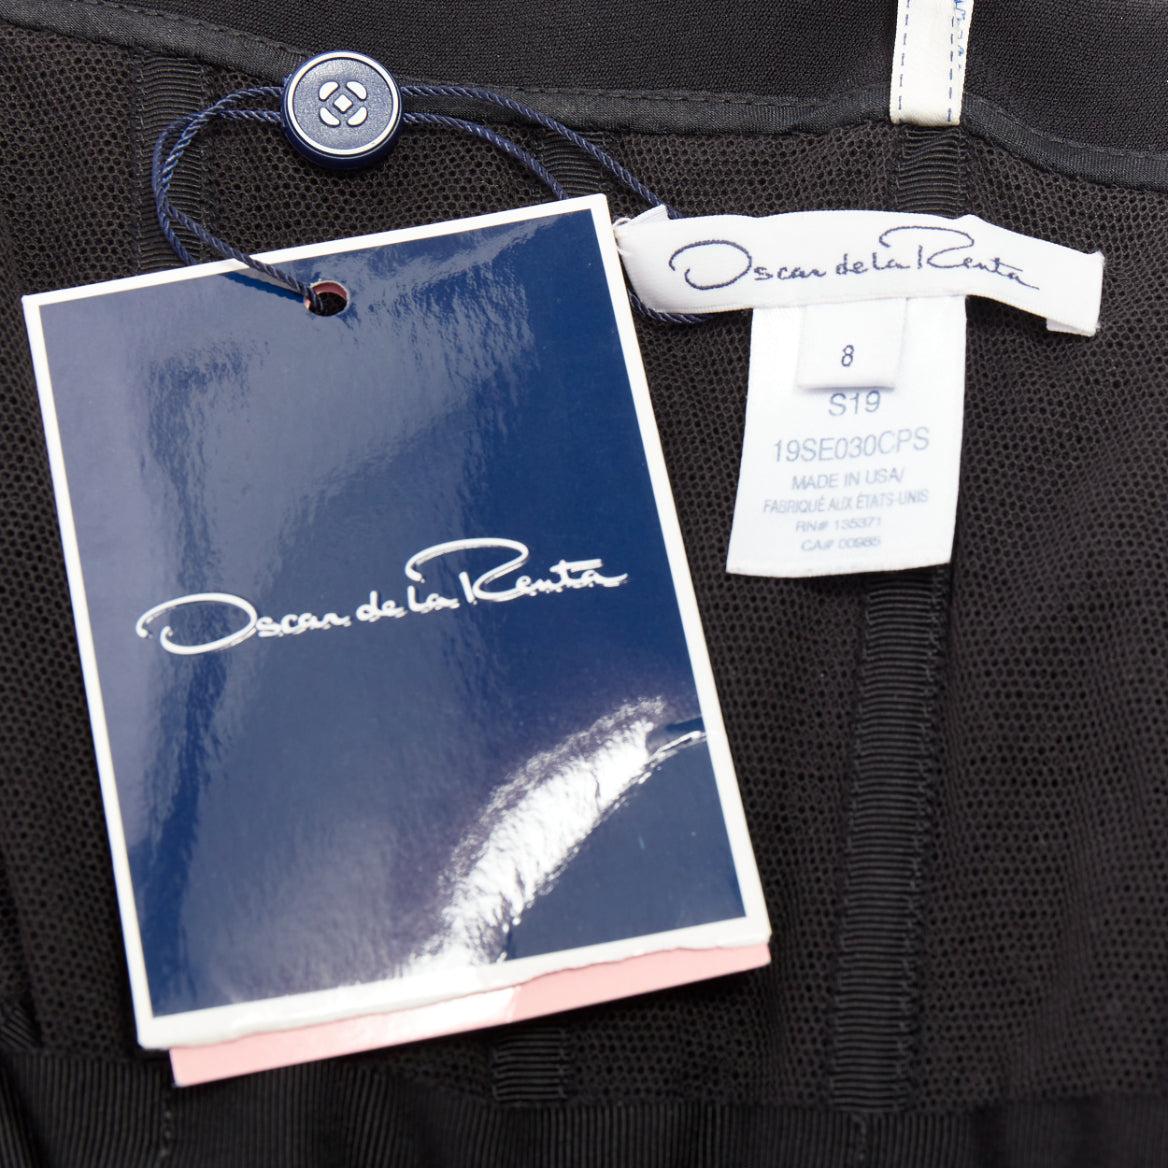 Oscar de la Renta
Oscar de la Renta
8
S19
19SE030CPS
MADE IN USA/
FABRIQUÉ AUX ÉTATS-UNIS
RN# 135371
CA# 00985